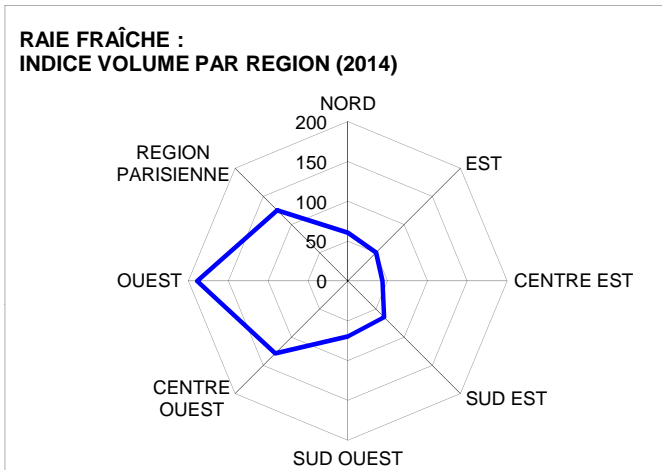 RAIE FRAÎCHE :
INDICE VOLUME PAR REGION (2014)
NORD
200
REGION
PARISIENNE
EST
150
100
50
OUEST
0
CENTRE EST
CENTRE
OUEST
SUD EST
SUD OUEST